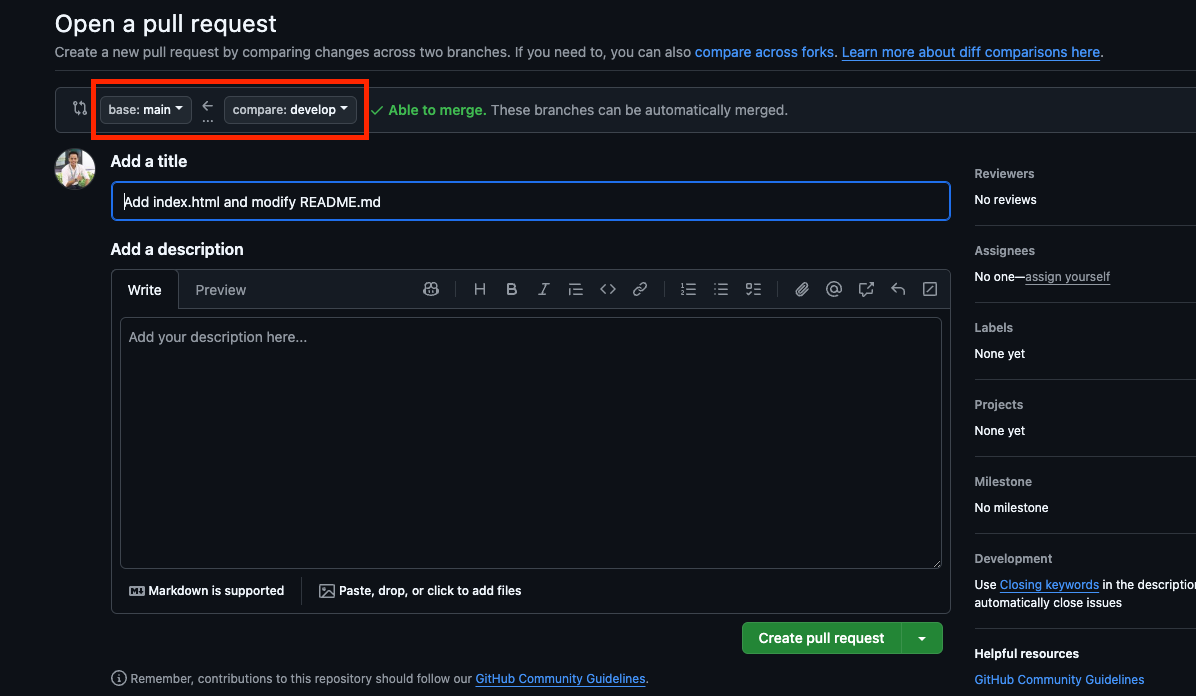 Open a pull request
Create a new pull request by comparing changes across two branches. If you need to, you can also compare across forks. Learn more about diff comparisons here.
base: main
compare: develop
Able to merge. These branches can be automatically merged.
Add a title
Add index.html and modify README.md
Add a description
Write
Preview
Add your description here...
Markdown is supported
Paste, drop, or click to add files
Create pull request
Remember, contributions to this repository should follow our GitHub Community Guidelines.
Reviewers
No reviews
Assignees
No one—assign yourself
Labels
None yet
Projects
None yet
Milestone
No milestone
Development
Use Closing keywords in the description
automatically close issues
Helpful resources
GitHub Community Guidelines